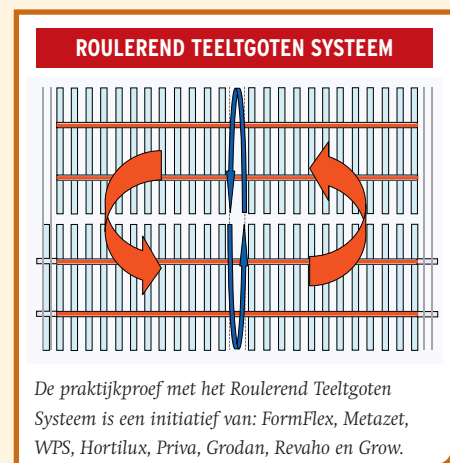 ROULEREND TEELTGOTEN SYSTEEM
De praktijkproef met het Roulerend Teeltgoten
Systeem is een initiatief van: FormFlex, Metazet,
WPS, Hortilux, Priva, Grodan, Revaho en Grow.